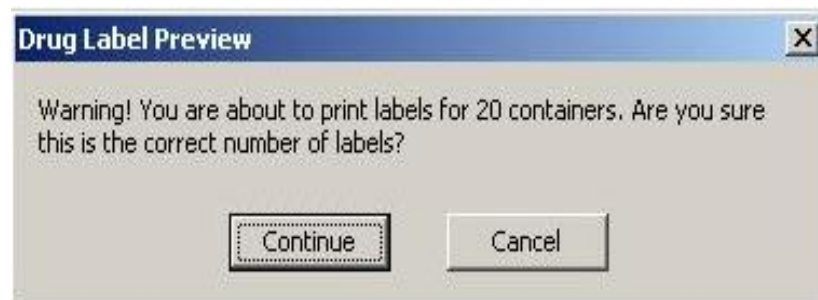 Drug Label Preview
Warning! You are about to print labels for 20 containers. Are you sure
this is the correct number of labels?
Continue Cancel